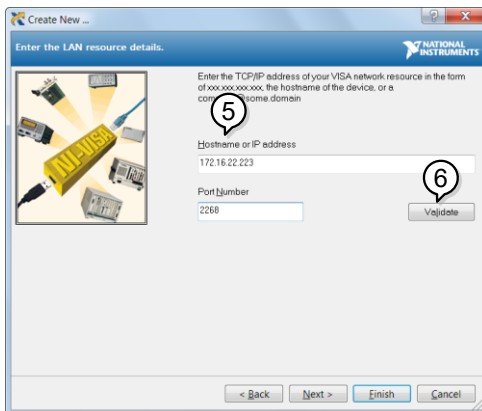 Create New ...
Enter the LAN resource details.
NATIONAL
INSTRUMENTS
Enter the TCP/IP address of your VISA network resource in the form
of xxx.xxx.xxx.xxx, the hostname of the device, or a
some.domain
5
Hostname or IP address
172.16.22.223
6
Port Number
2268
Validate
NI-VISA
< Back
Next >
Finish
Cancel